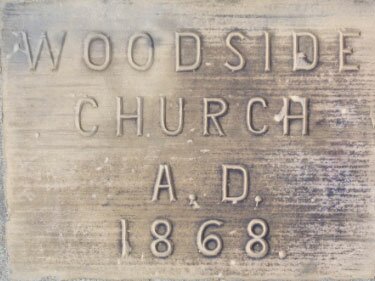 WOODSIDE
CHURCH
A.D.
1868.